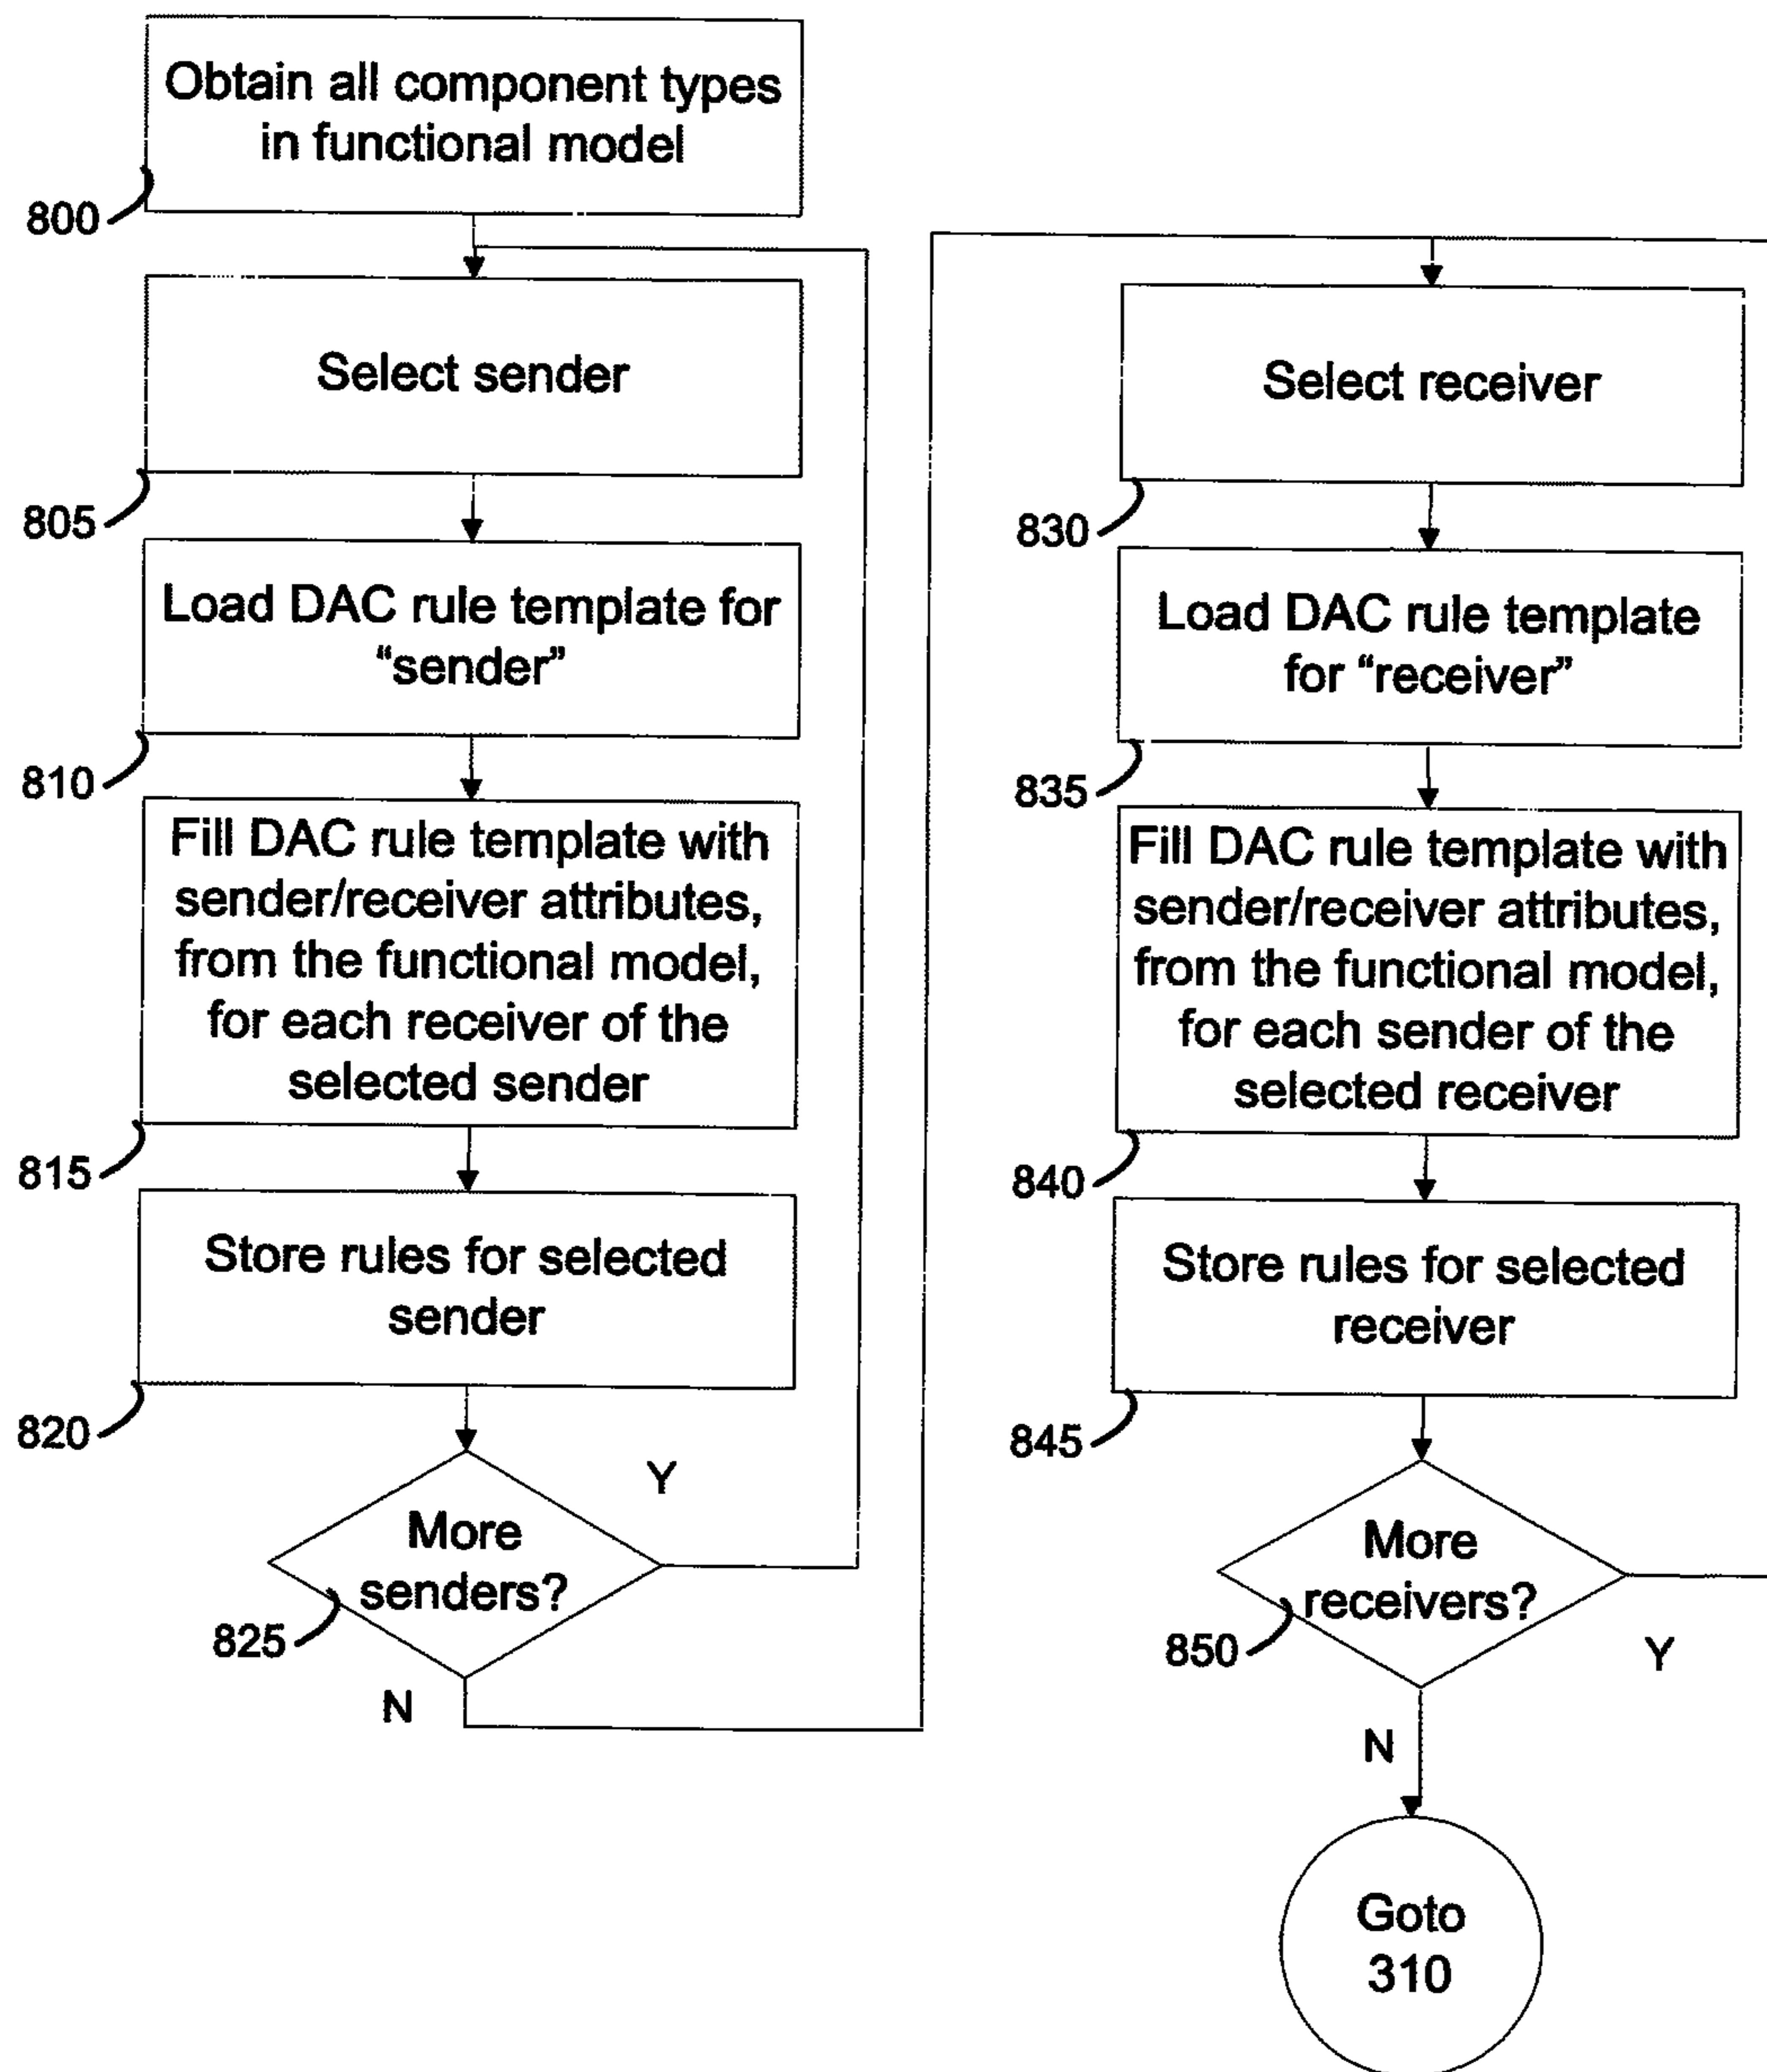 Obtain all component types
in functional model
800
Select sender
805
Load DAC rule template for
“sender”
810
Fill DAC rule template with
sender/receiver attributes,
from the functional model,
for each receiver of the
selected sender
815
Store rules for selected
sender
820
More
senders?
825
Y
N
Select receiver
830
Load DAC rule template
for “receiver”
835
Fill DAC rule template with
sender/receiver attributes,
from the functional model,
for each sender of the
selected receiver
840
Store rules for selected
receiver
845
More
receivers?
850
Y
N
Goto
310